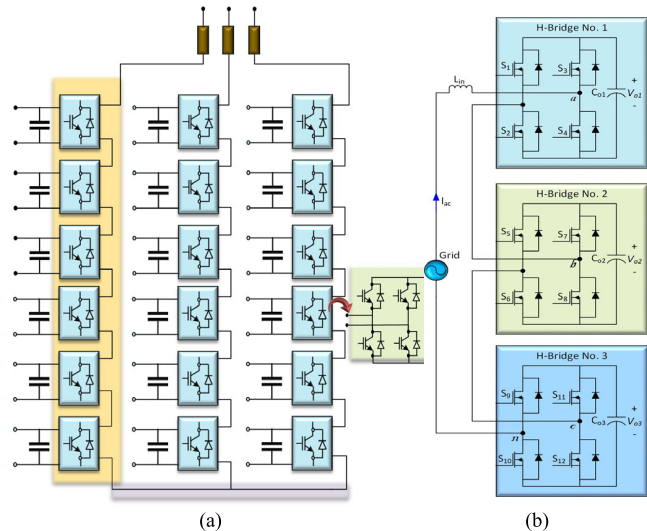 H-Bridge No. 1
S1
S3
Lin
a
Co1
+
Vo1
-
S2
S4
H-Bridge No. 2
S5
S7
Iac
Co2
+
Vo2
-
b
Grid
S6
S8
H-Bridge No. 3
S9
S11
Co3
+
Vo3
-
n
c
S10
S12
(a)
(b)